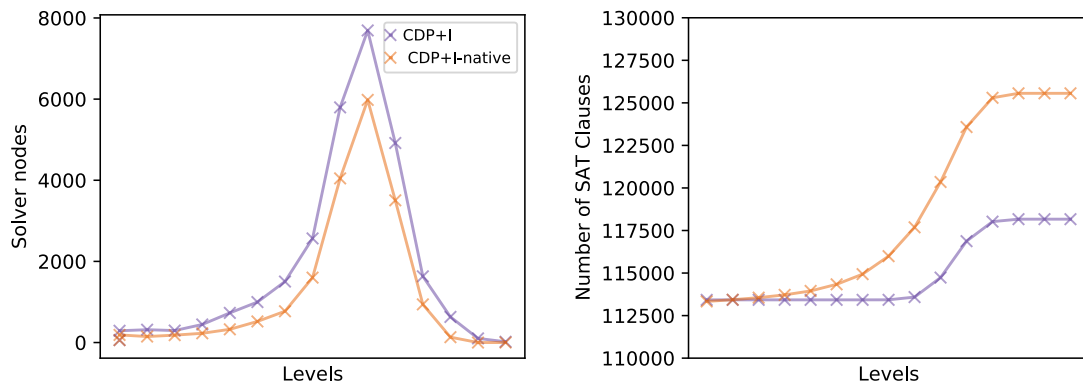 8000
6000
4000
2000
0
Solver nodes
Levels
CDP+I
CDP+I-native
130000
127500
125000
122500
120000
117500
115000
112500
110000
Number of SAT Clauses
Levels